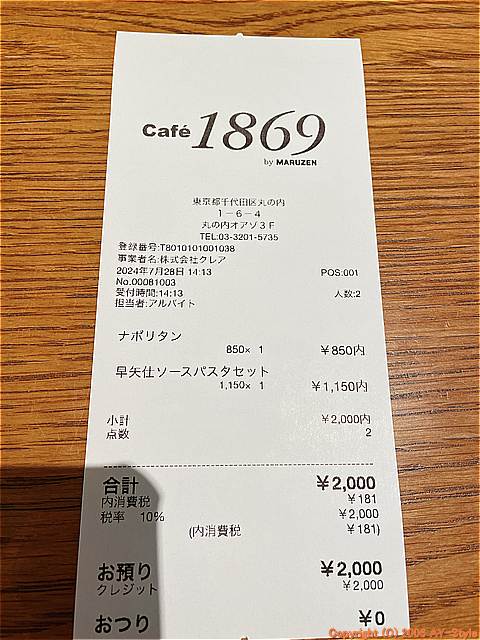 Café 1869
by MARUZEN
東京都千代田区丸の内
1-6-4
丸の内オアゾ3F
TEL:03-3201-5735
登録番号:T8010101001038
事業者名:株式会社クレア
2024年7月28日 14:13 POS:001
No.00081003
受付時間:14:13 人数:2
担当者:アルバイト
ナポリタン
850× 1 ¥850内
早矢仕ソースパスタセット
1,150× 1 ¥1,150内
小計 ¥2,000内
点数 2
合計 ¥2,000
内消費税 ¥181
税率 10% ¥2,000
(内消費税 ¥181)
お預り ¥2,000
クレジット ¥2,000
おつり ¥0
Copyright (C) 2005 AY-Style